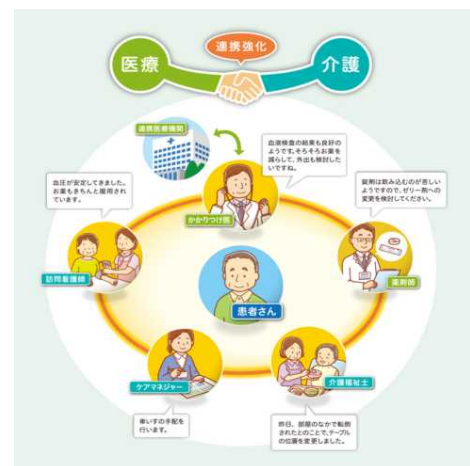 連携強化
医療
介護
連携医療機関
血液検査の結果も良好の
ようです。そろそろお薬を
減らして、外出も検討した
いですね。
かかりつけ医
血圧が安定してきました。
お薬もきちんと服用され
ています。
訪問看護師
錠剤は飲み込むのが苦しい
ようですので、ゼリー剤への
変更を検討してください。
薬剤師
患者さん
ケアマネジャー
車いすの手配を
行います。
介護福祉士
昨日、部屋のなかで転倒
されたとのことで、テーブル
の位置を変更しました。